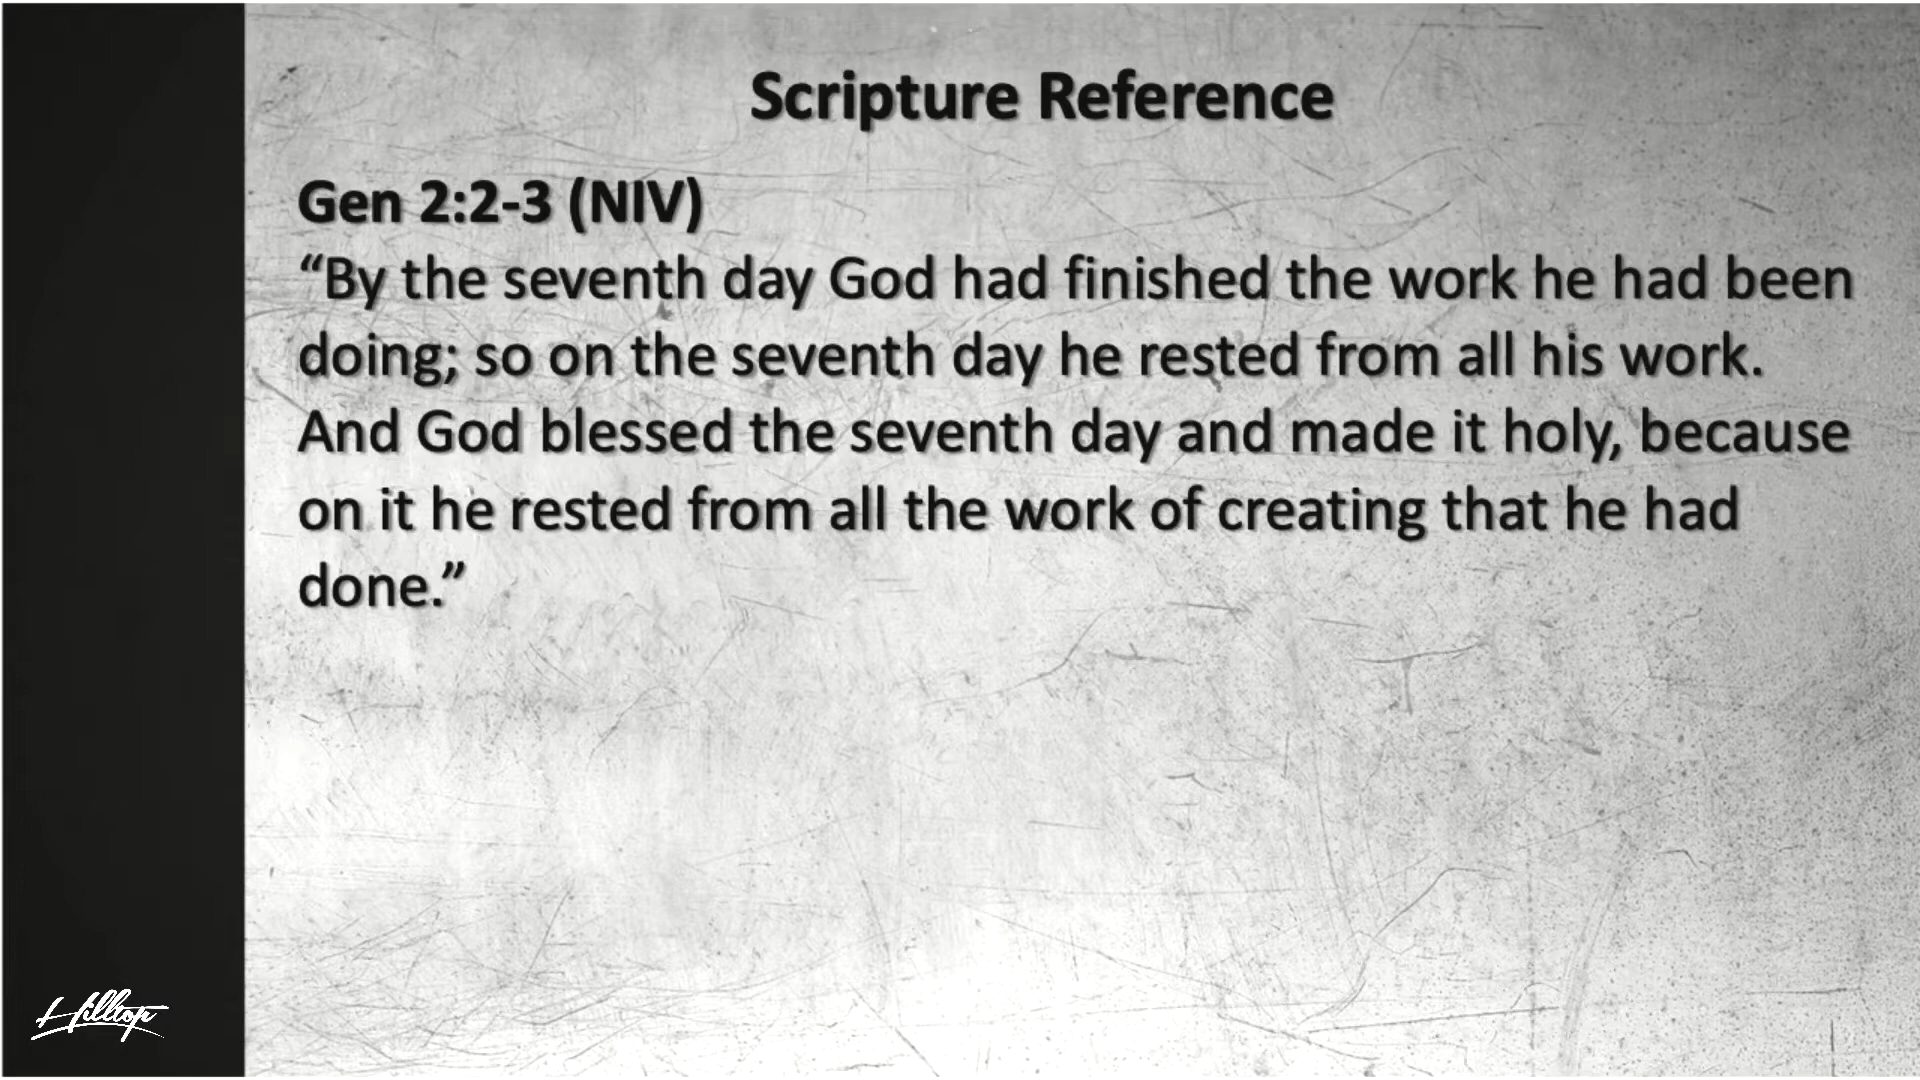 Scripture Reference
Gen 2:2-3 (NIV)
“By the seventh day God had finished the work he had been
doing; so on the seventh day he rested from all his work.
And God blessed the seventh day and made it holy, because
on it he rested from all the work of creating that he had
done.”
Hilltop